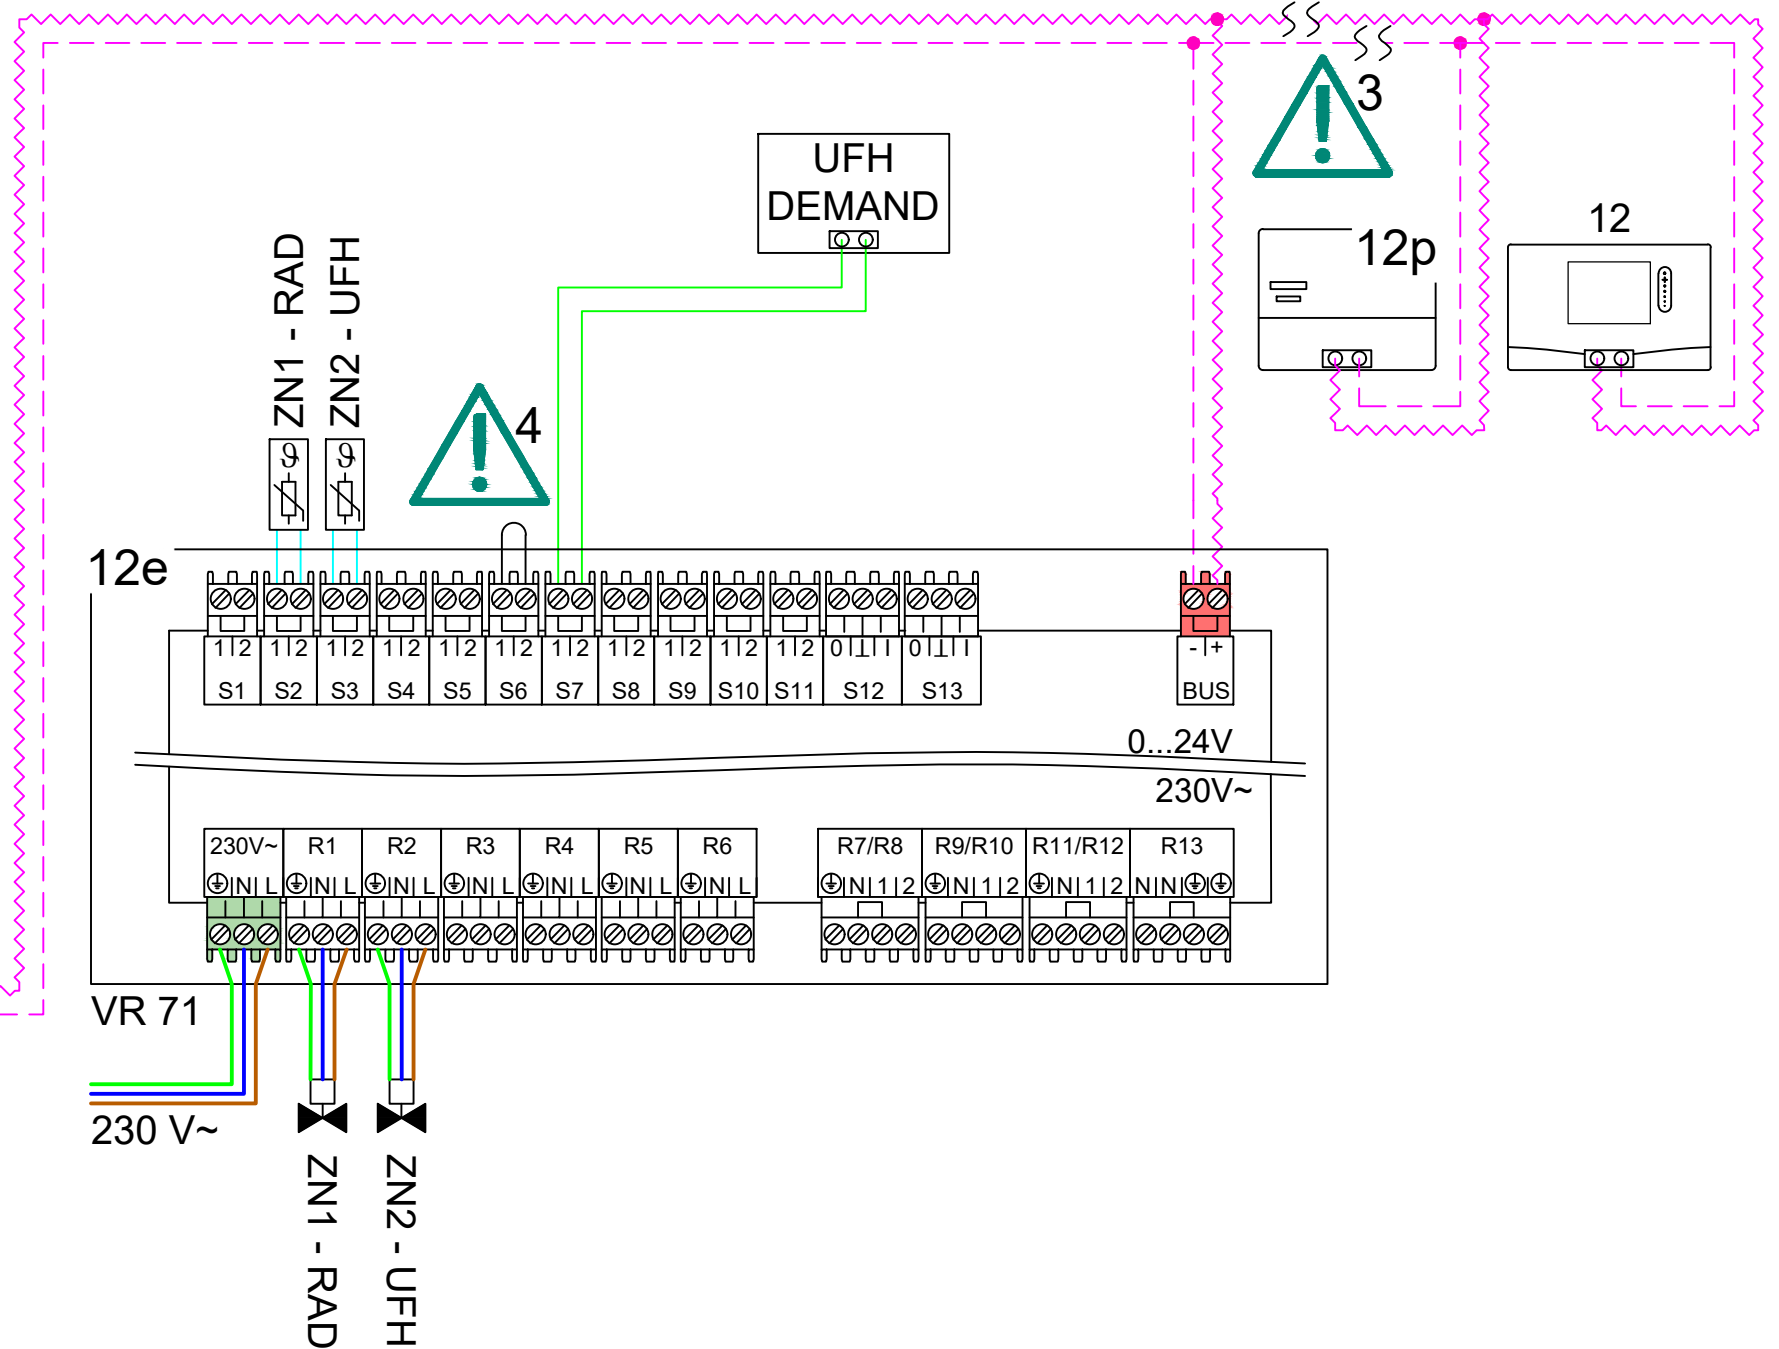 3
UFH
DEMAND
12
12p
ZN1 - RAD
ZN2 - UFH
ϑ
ϑ
4
12e
1|2 1|2 1|2 1|2 1|2 1|2 1|2 1|2 1|2 1|2 1|2 0|⊥|I 0|⊥|I -|+
S1 S2 S3 S4 S5 S6 S7 S8 S9 S10 S11 S12 S13 BUS
0...24V
230V~
230V~ R1 R2 R3 R4 R5 R6 R7/R8 R9/R10 R11/R12 R13
⏚|N|L ⏚|N|L ⏚|N|L ⏚|N|L ⏚|N|L ⏚|N|L ⏚|N|L ⏚|N|1|2 ⏚|N|1|2 ⏚|N|1|2 N|N|⏚|⏚
VR 71
230 V~
ZN1 - RAD
ZN2 - UFH